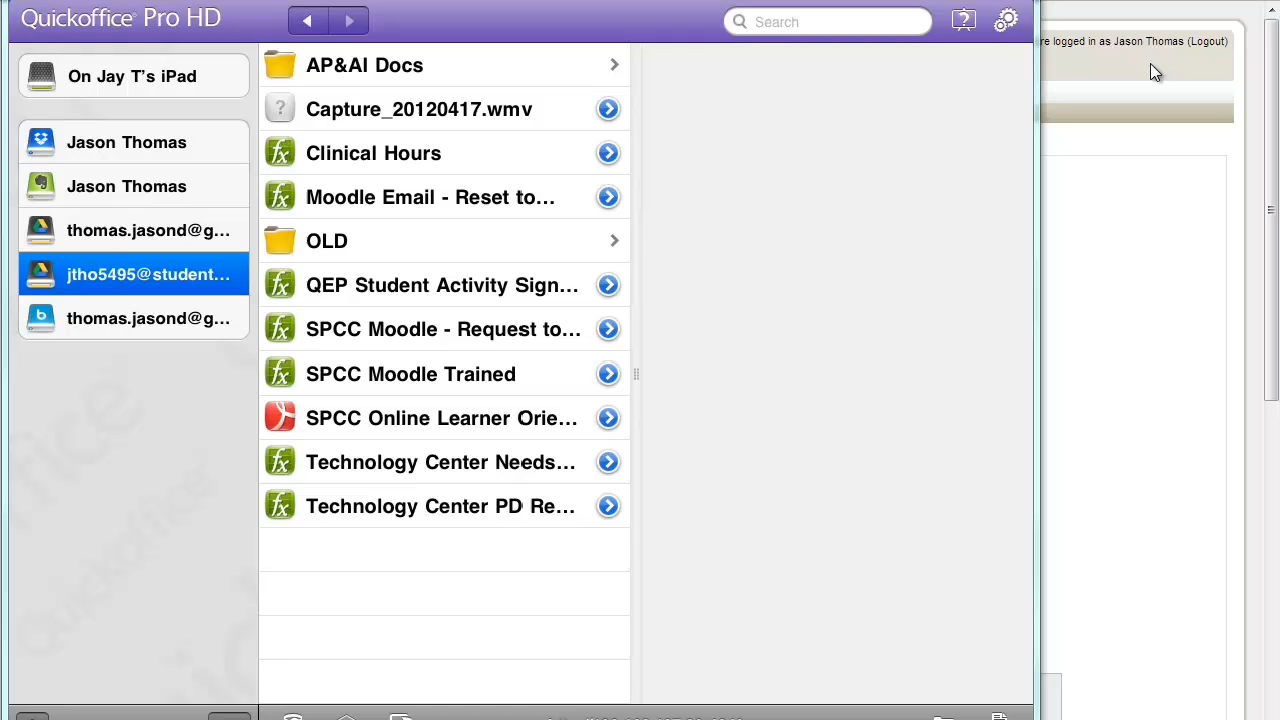 Quickoffice Pro HD
Search
re logged in as Jason Thomas (Logout)
On Jay T's iPad
Jason Thomas
Jason Thomas
thomas.jasond@g...
jtho5495@student...
thomas.jasond@g...
AP&AI Docs
Capture_20120417.wmv
Clinical Hours
Moodle Email - Reset to...
OLD
QEP Student Activity Sign...
SPCC Moodle - Request to...
SPCC Moodle Trained
SPCC Online Learner Orie...
Technology Center Needs...
Technology Center PD Re...